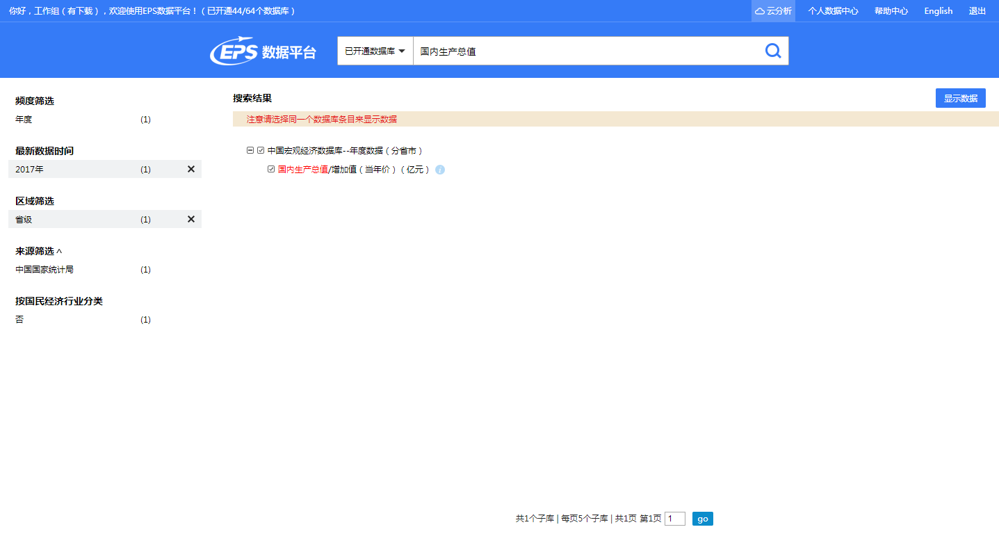 你好，工作组（有下载），欢迎使用EPS数据平台！（已开通44/64个数据库） 云分析 个人数据中心 帮助中心 English 退出
EPS 数据平台 已开通数据库 国内生产总值
频度筛选
年度 (1)
最新数据时间
2017年 (1)
区域筛选
省级 (1)
来源筛选 ^
中国国家统计局 (1)
按国民经济行业分类
否 (1)
搜索结果 显示数据
注意请选择同一个数据库条目来显示数据
中国宏观经济数据库--年度数据（分省市）
国内生产总值/增加值（当年价）（亿元） i
共1个子库 | 每页5个子库 | 共1页 第1页 1 go